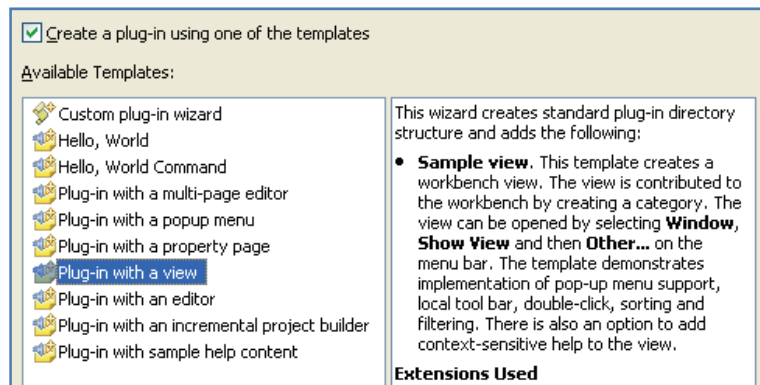 Create a plug-in using one of the templates
Available Templates:
Custom plug-in wizard
Hello, World
Hello, World Command
Plug-in with a multi-page editor
Plug-in with a popup menu
Plug-in with a property page
Plug-in with a view
Plug-in with an editor
Plug-in with an incremental project builder
Plug-in with sample help content
This wizard creates standard plug-in directory
structure and adds the following:
• Sample view. This template creates a
workbench view. The view is contributed to
the workbench by creating a category. The
view can be opened by selecting Window,
Show View and then Other... on the
menu bar. The template demonstrates
implementation of pop-up menu support,
local tool bar, double-click, sorting and
filtering. There is also an option to add
context-sensitive help to the view.
Extensions Used